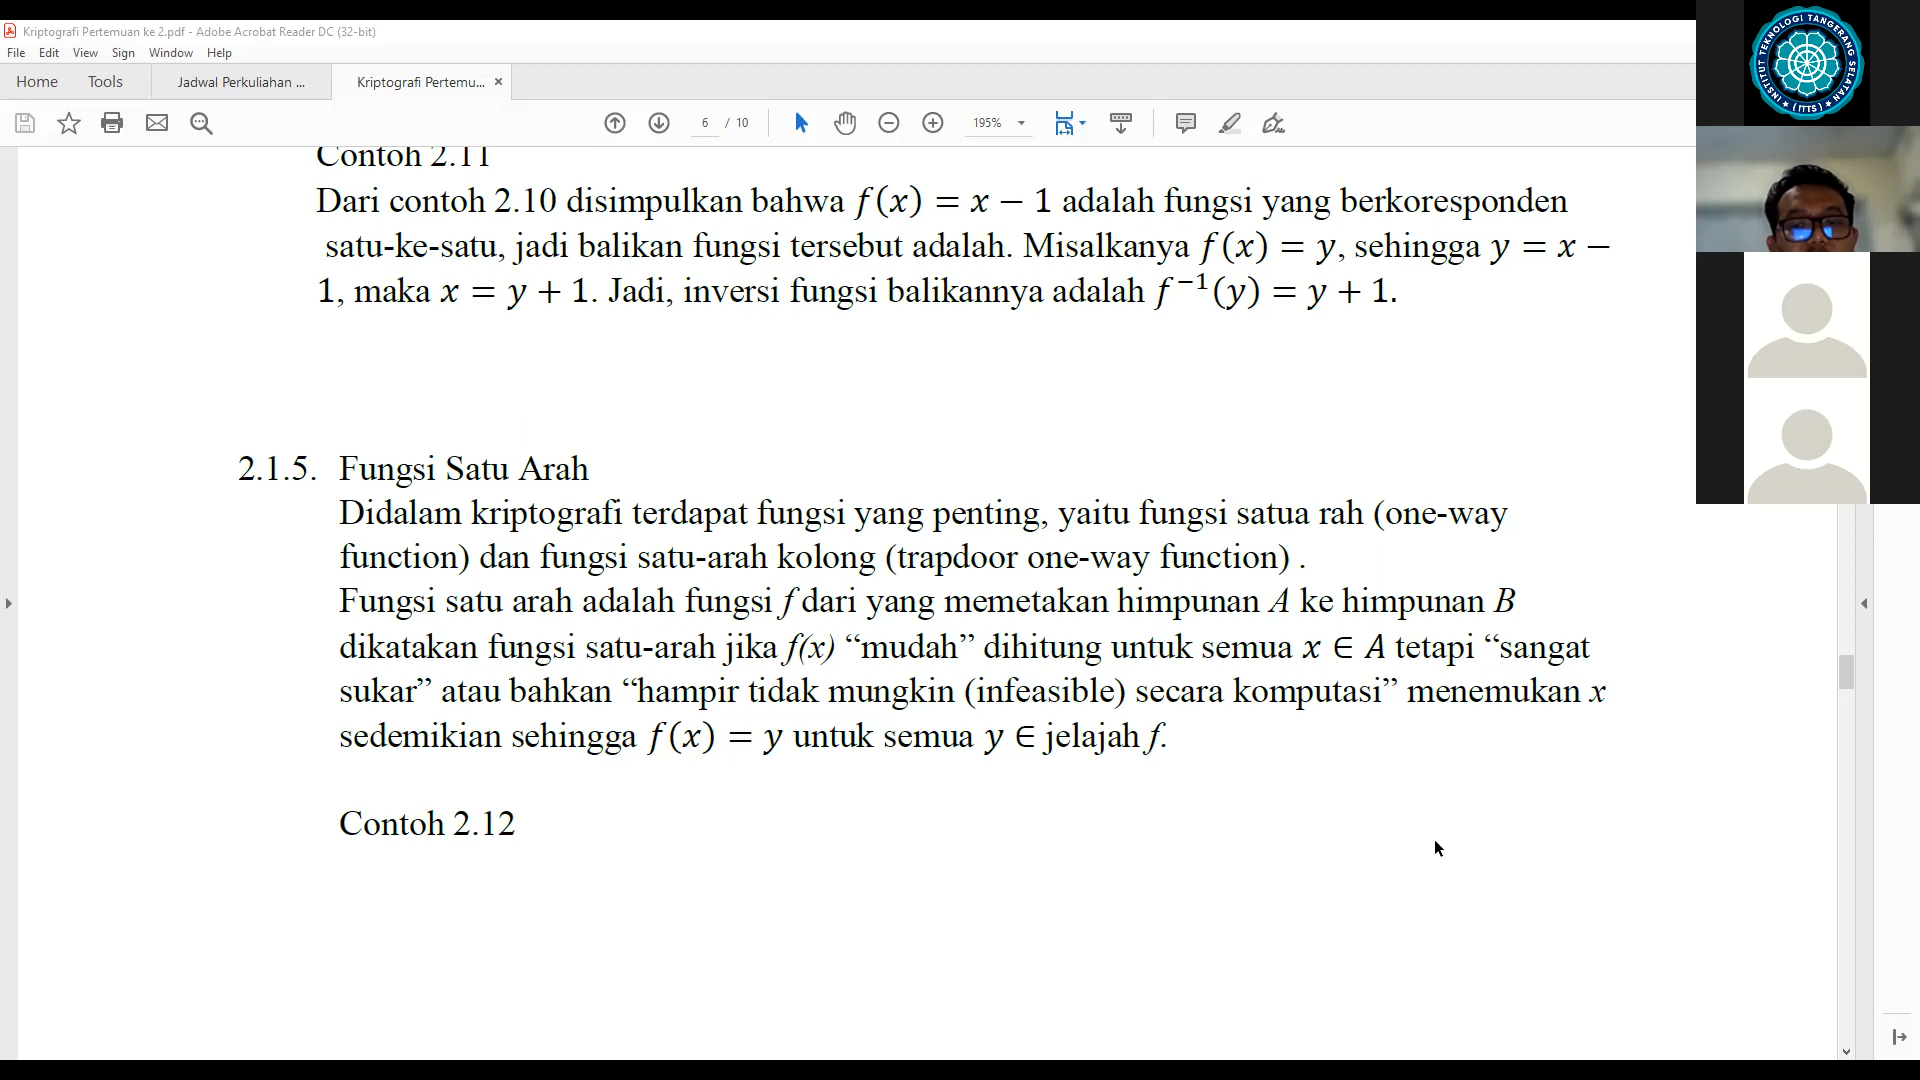 Kriptografi Pertemuan ke 2.pdf - Adobe Acrobat Reader DC (32-bit)
File Edit View Sign Window Help
Home Tools Jadwal Perkuliahan ... Kriptografi Pertemu... ×
6 / 10 195%
Contoh 2.11
Dari contoh 2.10 disimpulkan bahwa f(x) = x − 1 adalah fungsi yang berkoresponden
satu-ke-satu, jadi balikan fungsi tersebut adalah. Misalkanya f(x) = y, sehingga y = x −
1, maka x = y + 1. Jadi, inversi fungsi balikannya adalah f⁻¹(y) = y + 1.
2.1.5. Fungsi Satu Arah
Didalam kriptografi terdapat fungsi yang penting, yaitu fungsi satua rah (one-way
function) dan fungsi satu-arah kolong (trapdoor one-way function) .
Fungsi satu arah adalah fungsi f dari yang memetakan himpunan A ke himpunan B
dikatakan fungsi satu-arah jika f(x) “mudah” dihitung untuk semua x ∈ A tetapi “sangat
sukar” atau bahkan “hampir tidak mungkin (infeasible) secara komputasi” menemukan x
sedemikian sehingga f(x) = y untuk semua y ∈ jelajah f.
Contoh 2.12
INSTITUT TEKNOLOGI TANGERANG SELATAN
(ITTS)